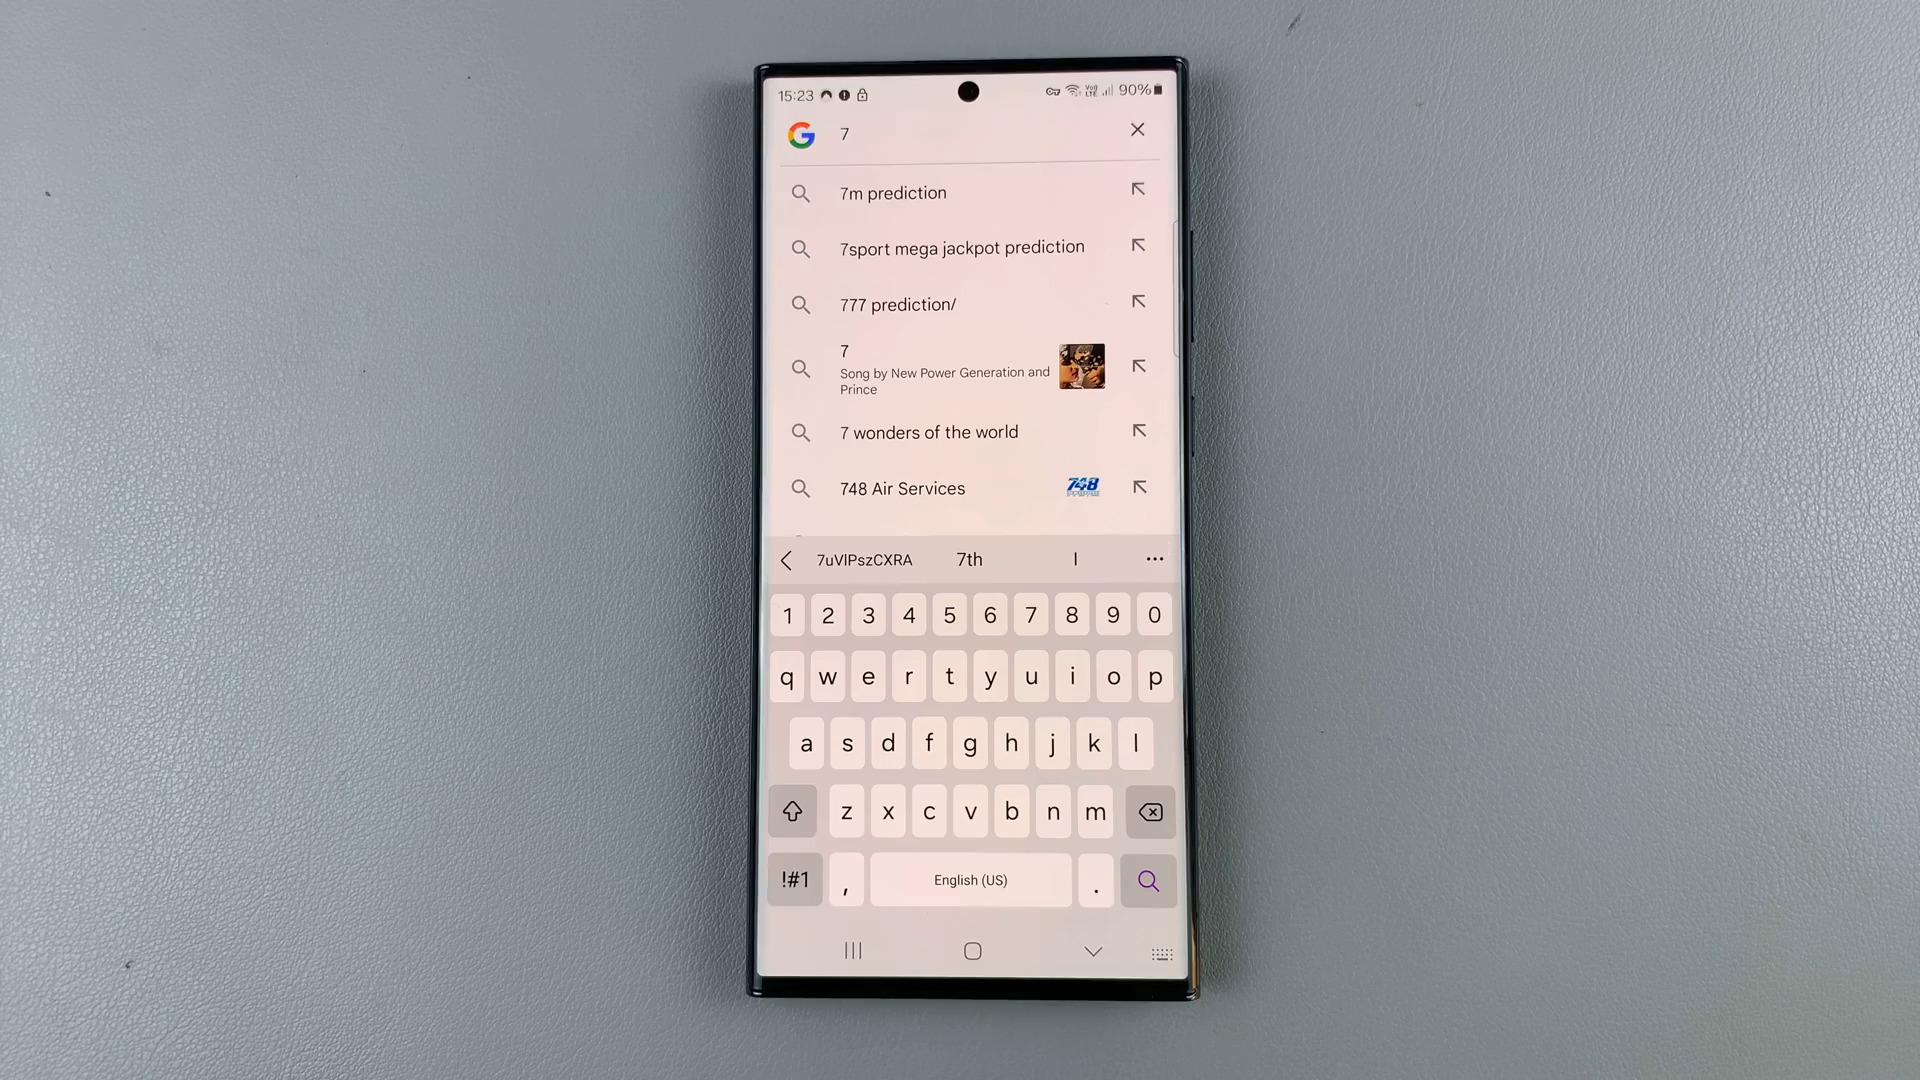 15:23 Vo)) LTE 90%
G 7
7m prediction
7sport mega jackpot prediction
777 prediction/
7
Song by New Power Generation and
Prince
7 wonders of the world
748 Air Services 748
7uVlPszCXRA 7th I
1 2 3 4 5 6 7 8 9 0
q w e r t y u i o p
a s d f g h j k l
z x c v b n m
!#1 , English (US) .